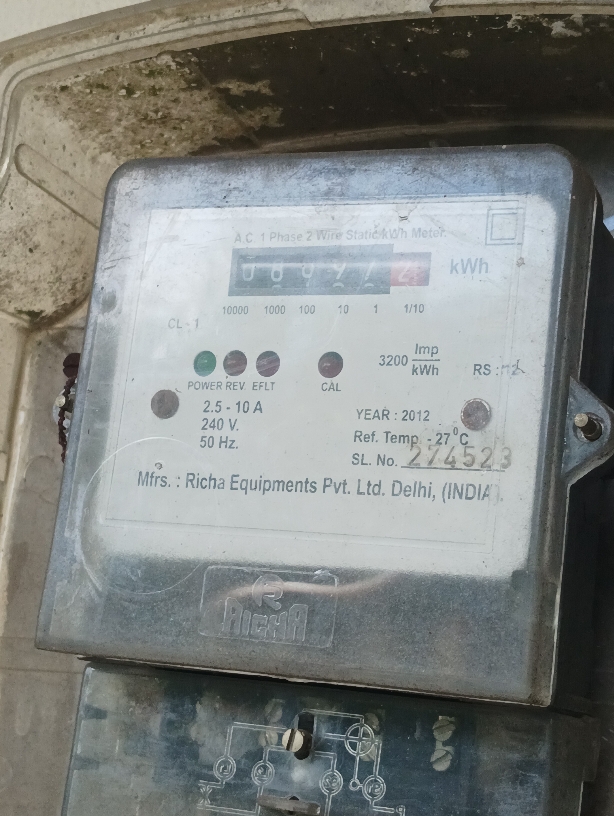 A.C. 1 Phase 2 Wire Static kWh Meter.
kWh
10000 1000 100 10 1 1/10
CL - 1
3200 Imp/kWh
RS :
POWER REV. EFLT CAL
2.5 - 10 A
240 V.
50 Hz.
YEAR : 2012
Ref. Temp. - 27°C
SL. No. 274523
Mfrs. : Richa Equipments Pvt. Ltd. Delhi, (INDIA).
R
RICHA